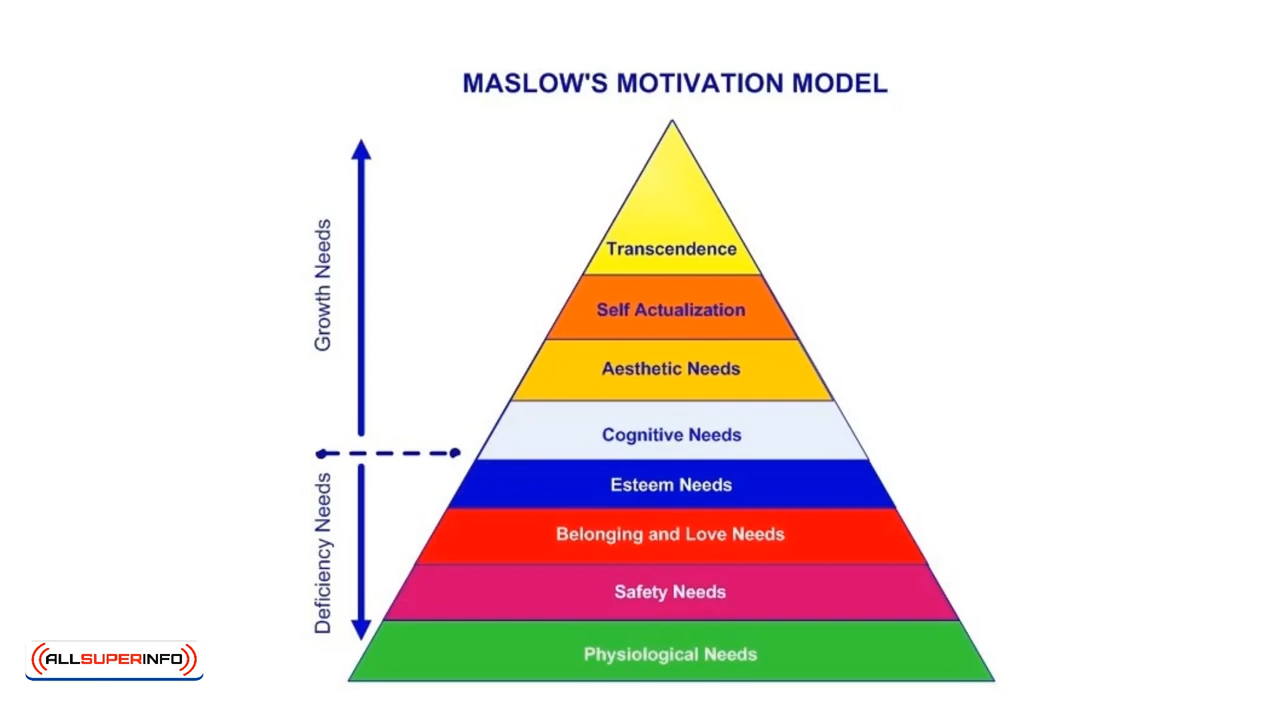 MASLOW'S MOTIVATION MODEL
Growth Needs
Deficiency Needs
Transcendence
Self Actualization
Aesthetic Needs
Cognitive Needs
Esteem Needs
Belonging and Love Needs
Safety Needs
Physiological Needs
ALLSUPERINFO